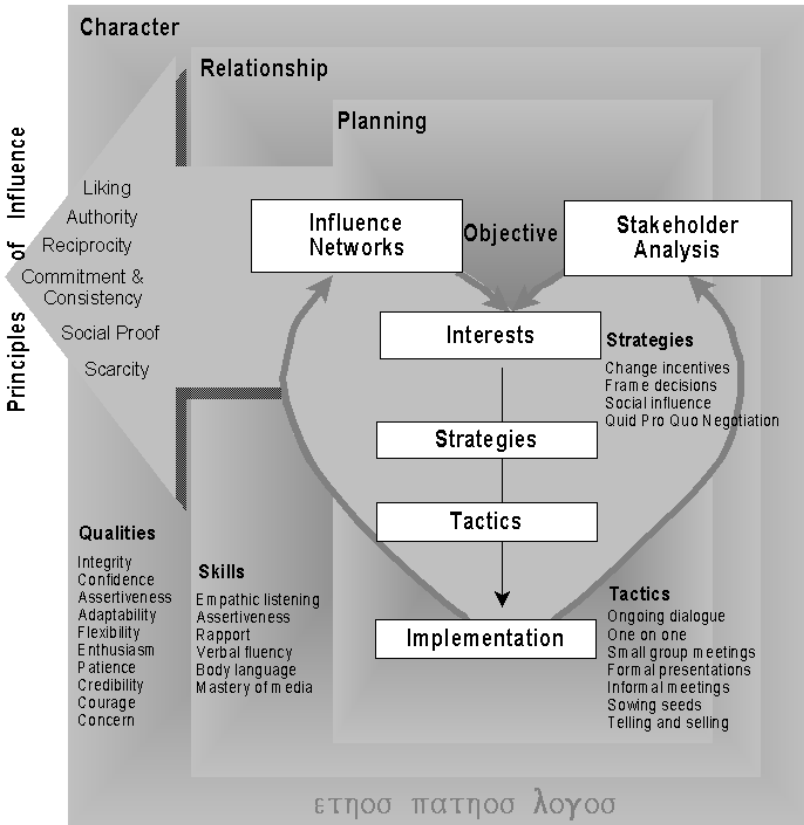 Character
Relationship
Planning
Principles of Influence
Liking
Authority
Reciprocity
Commitment &
Consistency
Social Proof
Scarcity
Influence
Networks
Objective
Stakeholder
Analysis
Interests
Strategies
Change incentives
Frame decisions
Social influence
Quid Pro Quo Negotiation
Strategies
Tactics
Implementation
Qualities
Integrity
Confidence
Assertiveness
Adaptability
Flexibility
Enthusiasm
Patience
Credibility
Courage
Concern
Skills
Empathic listening
Assertiveness
Rapport
Verbal fluency
Body language
Mastery of media
Tactics
Ongoing dialogue
One on one
Small group meetings
Formal presentations
Informal meetings
Sowing seeds
Telling and selling
ετηοσ πατηοσ λογοσ